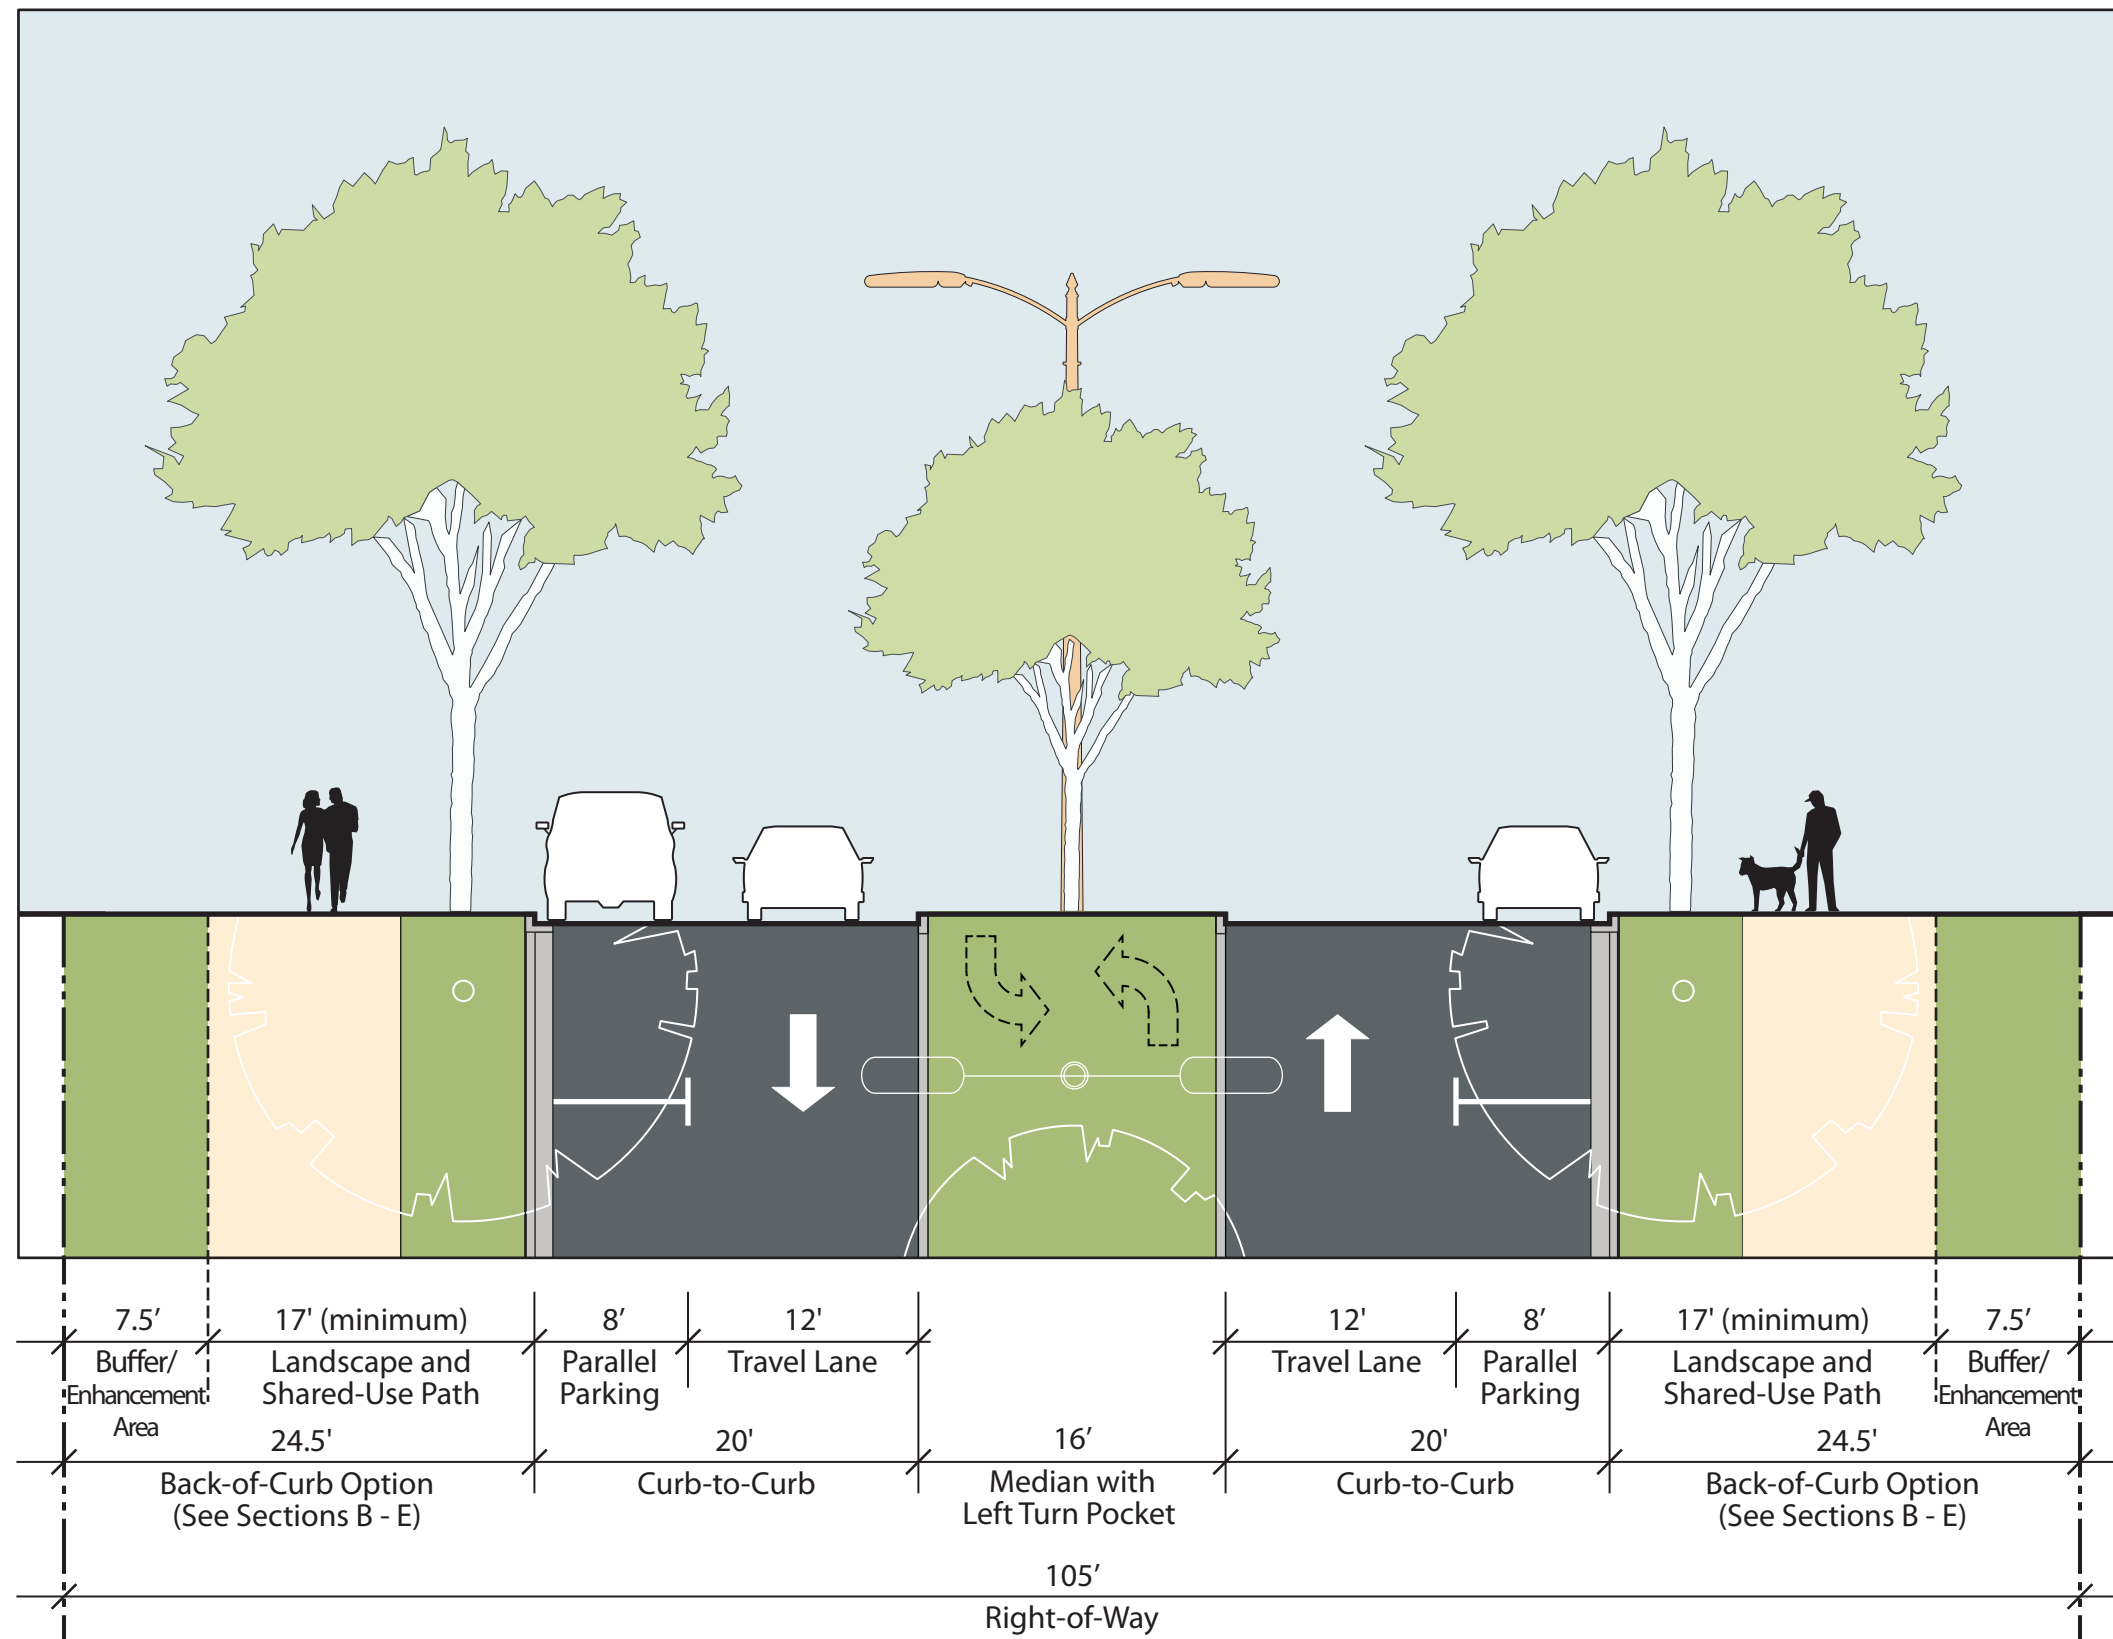 7.5’ 17' (minimum) 8’ 12' 12' 8’ 17' (minimum) 7.5’
Buffer/ Landscape and Parallel Travel Lane Travel Lane Parallel Landscape and Buffer/
Enhancement Shared-Use Path Parking Parking Shared-Use Path Enhancement
Area Area
24.5' 20' 16’ 20' 24.5'
Back-of-Curb Option Curb-to-Curb Median with Curb-to-Curb Back-of-Curb Option
(See Sections B - E) Left Turn Pocket (See Sections B - E)
105’
Right-of-Way